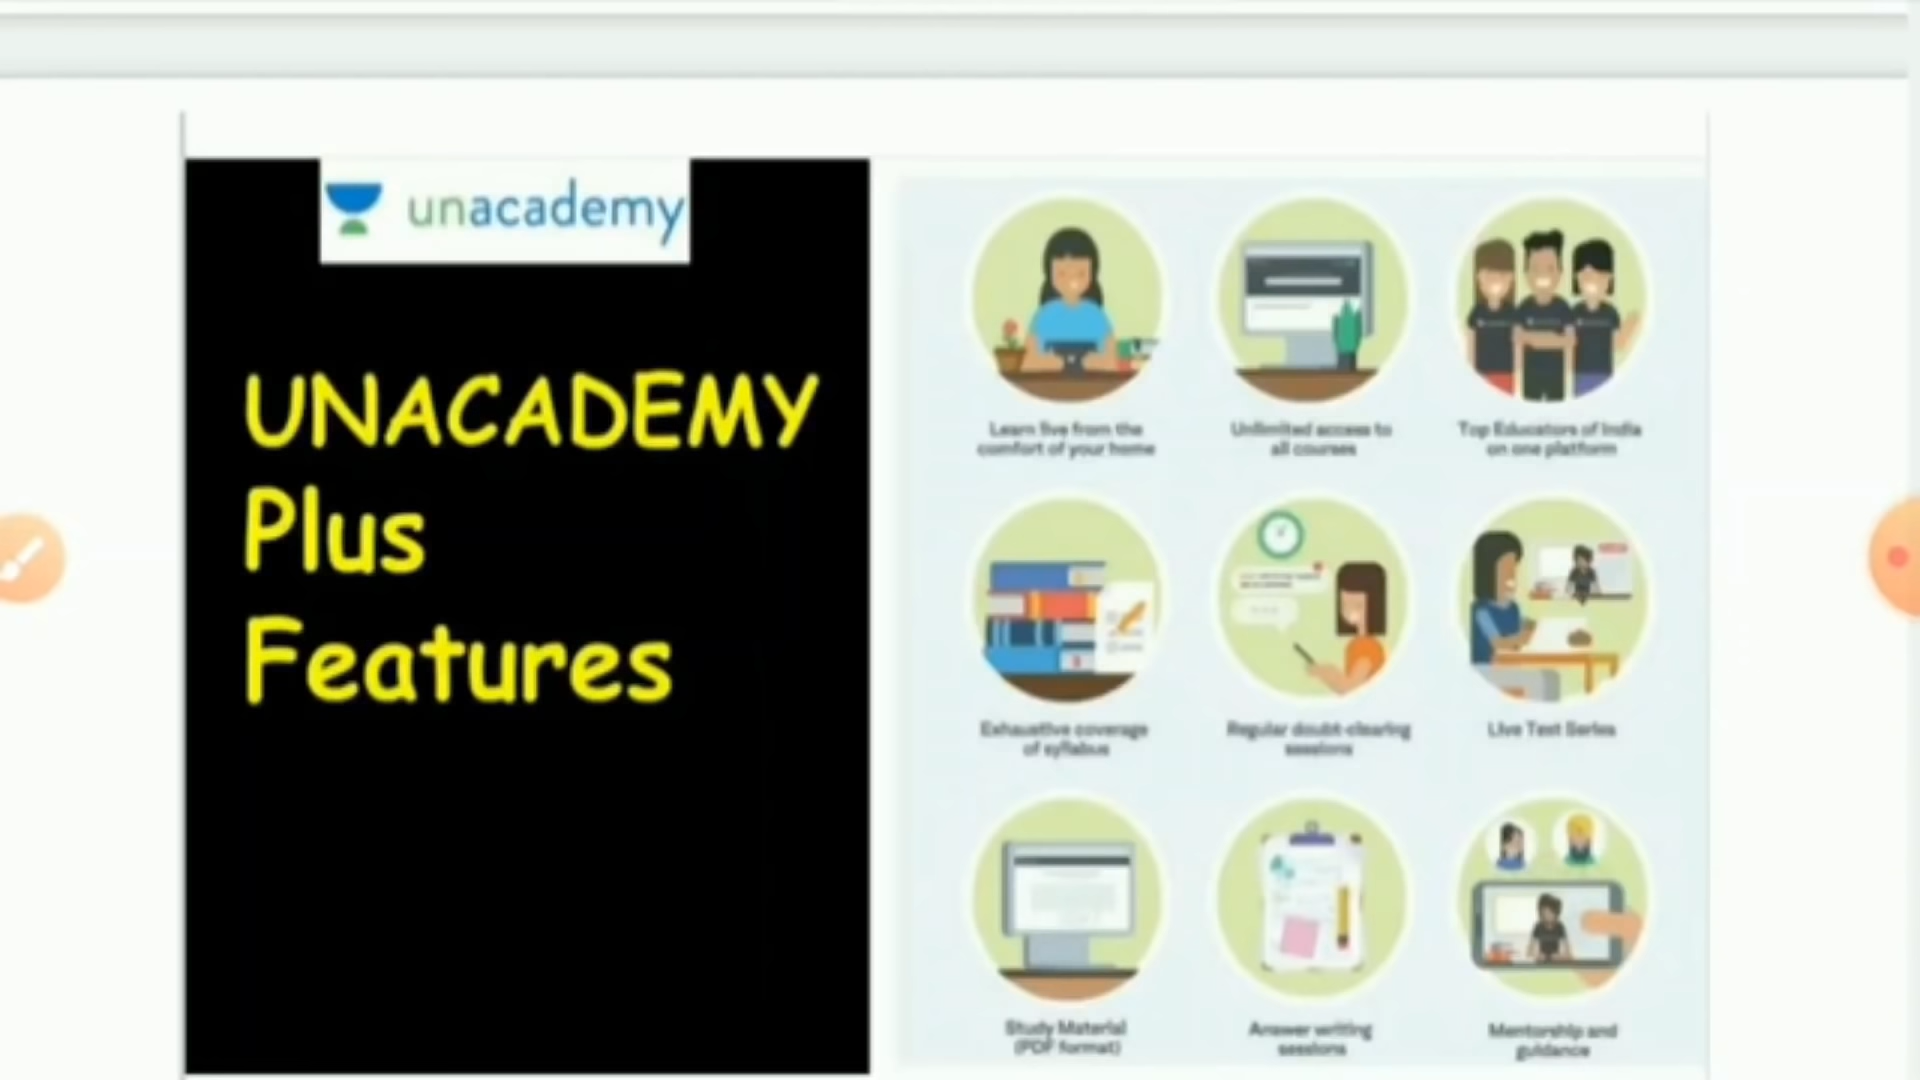 unacademy
UNACADEMY
Plus
Features
Learn live from the
comfort of your home
Unlimited access to
all courses
Top Educators of India
on one platform
Exhaustive coverage
of syllabus
Regular doubt-clearing
sessions
Live Test Series
Study Material
(PDF format)
Answer writing
sessions
Mentorship and
guidance